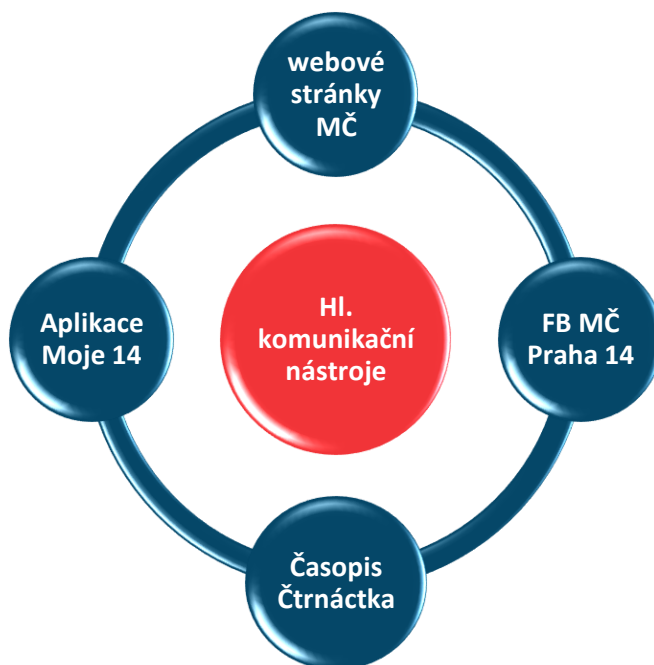 webové
stránky
MČ
Aplikace
Moje 14
Hl.
komunikační
nástroje
FB MČ
Praha 14
Časopis
Čtrnáctka